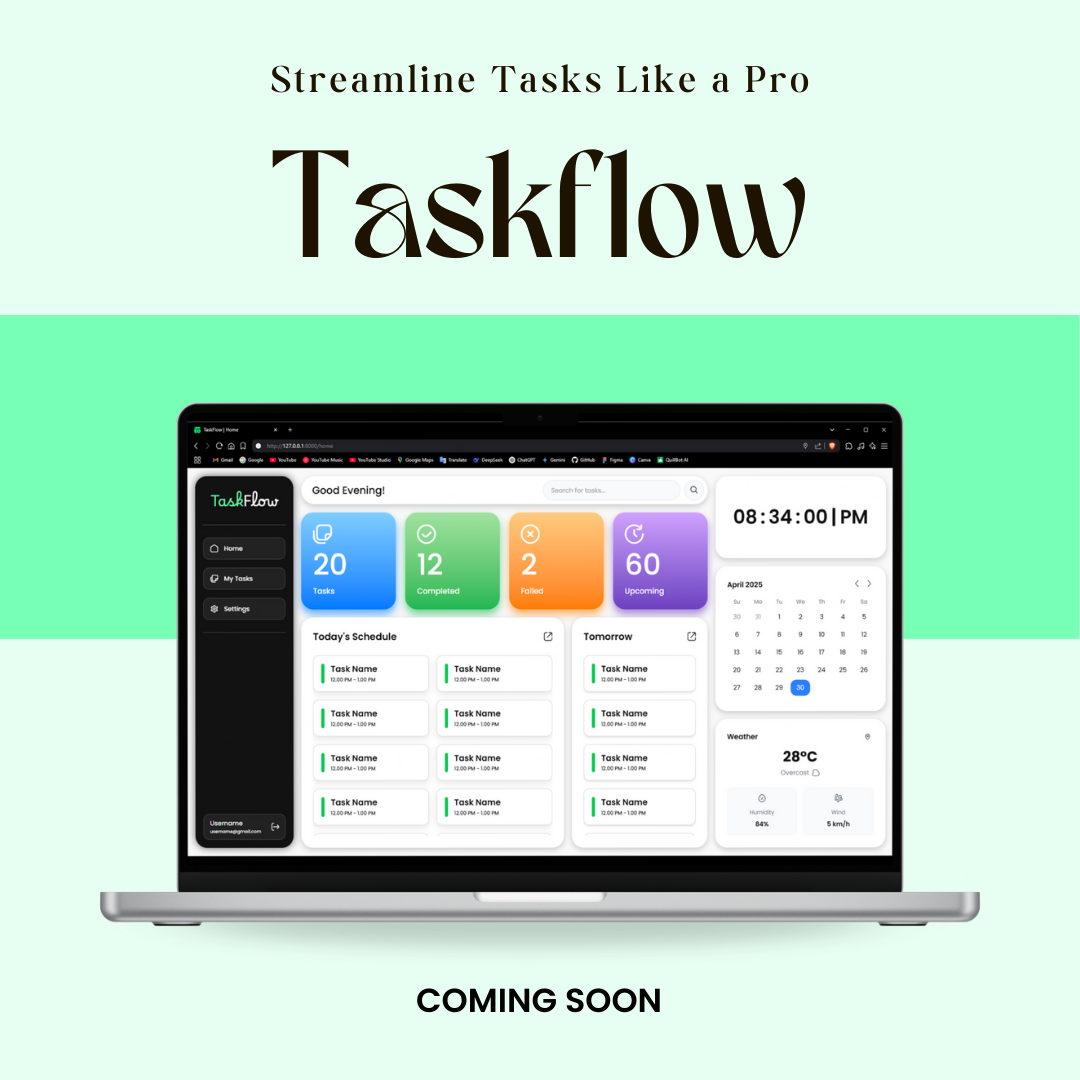 Streamline Tasks Like a Pro
Taskflow
TaskFlow | Home
http://127.0.0.1:8000/home
Gmail Google YouTube YouTube Music YouTube Studio Google Maps Translate DeepSeek ChatGPT Gemini GitHub Figma Canva QuillBot AI
TaskFlow
Home
My Tasks
Settings
Username
username@gmail.com
Good Evening!
Search for tasks...
20
Tasks
12
Completed
2
Failed
60
Upcoming
Today's Schedule
Task Name
12.00 PM - 1.00 PM
Task Name
12.00 PM - 1.00 PM
Task Name
12.00 PM - 1.00 PM
Task Name
12.00 PM - 1.00 PM
Task Name
12.00 PM - 1.00 PM
Task Name
12.00 PM - 1.00 PM
Task Name
12.00 PM - 1.00 PM
Task Name
12.00 PM - 1.00 PM
Tomorrow
Task Name
12.00 PM - 1.00 PM
Task Name
12.00 PM - 1.00 PM
Task Name
12.00 PM - 1.00 PM
Task Name
12.00 PM - 1.00 PM
08:34:00|PM
April 2025
Su Mo Tu We Th Fr Sa
30 31 1 2 3 4 5
6 7 8 9 10 11 12
13 14 15 16 17 18 19
20 21 22 23 24 25 26
27 28 29 30
Weather
28°C
Overcast
Humidity
84%
Wind
5 km/h
COMING SOON